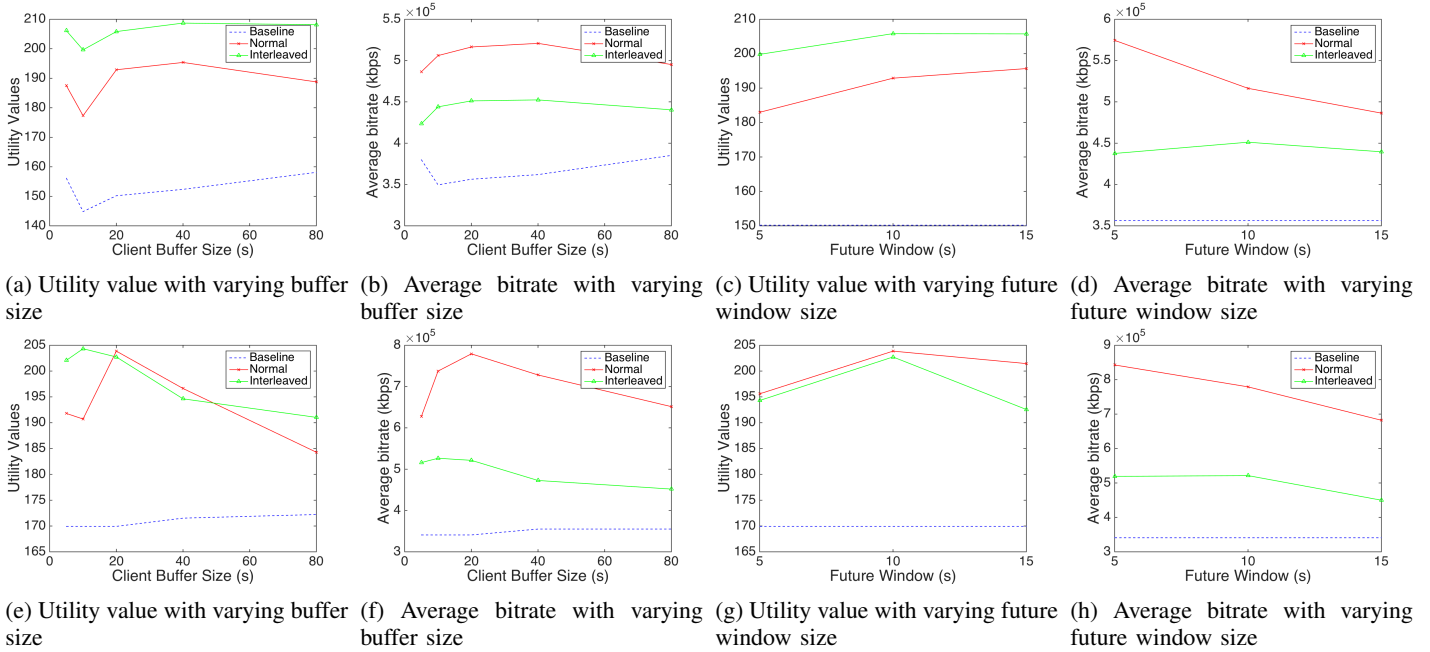 ×10⁵
×10⁵
210
200
190
180
170
160
150
140
Utility Values
0 20 40 60 80
Client Buffer Size (s)
Baseline
Normal
Interleaved
5.5
5
4.5
4
3.5
3
Average bitrate (kbps)
0 20 40 60 80
Client Buffer Size (s)
Baseline
Normal
Interleaved
210
200
190
180
170
160
150
Utility Values
5 10 15
Future Window (s)
Baseline
Normal
Interleaved
6
5.5
5
4.5
4
3.5
Average bitrate (kbps)
5 10 15
Future Window (s)
Baseline
Normal
Interleaved
(a) Utility value with varying buffer
size
(b) Average bitrate with varying
buffer size
(c) Utility value with varying future
window size
(d) Average bitrate with varying
future window size
205
200
195
190
185
180
175
170
165
Utility Values
0 20 40 60 80
Client Buffer Size (s)
Baseline
Normal
Interleaved
×10⁵
8
7
6
5
4
3
Average bitrate (kbps)
0 20 40 60 80
Client Buffer Size (s)
Baseline
Normal
Interleaved
205
200
195
190
185
180
175
170
165
Utility Values
5 10 15
Future Window (s)
Baseline
Normal
Interleaved
×10⁵
9
8
7
6
5
4
3
Average bitrate (kbps)
5 10 15
Future Window (s)
Baseline
Normal
Interleaved
(e) Utility value with varying buffer
size
(f) Average bitrate with varying
buffer size
(g) Utility value with varying future
window size
(h) Average bitrate with varying
future window size